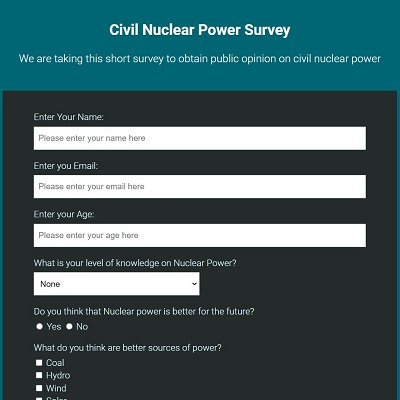 Civil Nuclear Power Survey
We are taking this short survey to obtain public opinion on civil nuclear power
Enter Your Name:
Please enter your name here
Enter you Email:
Please enter your email here
Enter your Age:
Please enter your age here
What is your level of knowledge on Nuclear Power?
None
Do you think that Nuclear power is better for the future?
Yes No
What do you think are better sources of power?
Coal
Hydro
Wind
Solar